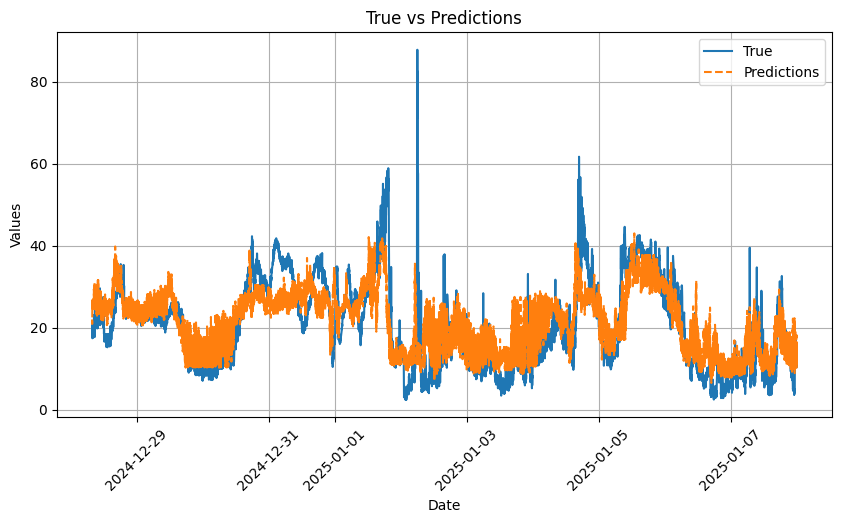 True vs Predictions
True
Predictions
Values
80
60
40
20
0
2024-12-29
2024-12-31
2025-01-01
2025-01-03
2025-01-05
2025-01-07
Date